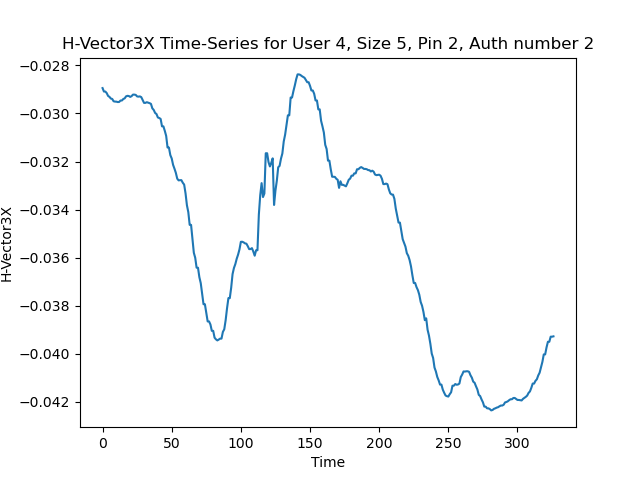 H-Vector3X Time-Series for User 4, Size 5, Pin 2, Auth number 2
H-Vector3X
−0.028
−0.030
−0.032
−0.034
−0.036
−0.038
−0.040
−0.042
0 50 100 150 200 250 300
Time